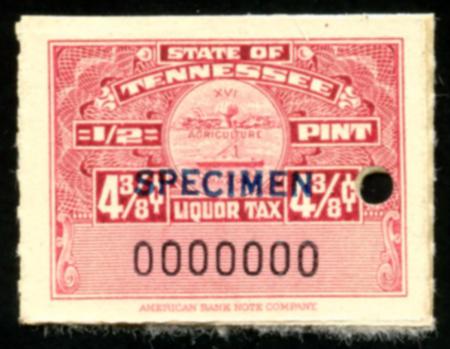 STATE OF
TENNESSEE
XVI
AGRICULTURE
=1/2= PINT
SPECIMEN
4 3/8¢ LIQUOR TAX 4 3/8¢
0000000
AMERICAN BANK NOTE COMPANY.